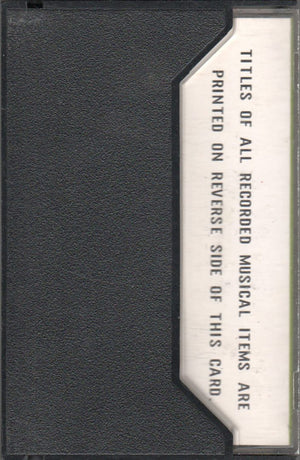 TITLES OF ALL RECORDED MUSICAL ITEMS ARE
PRINTED ON REVERSE SIDE OF THIS CARD.